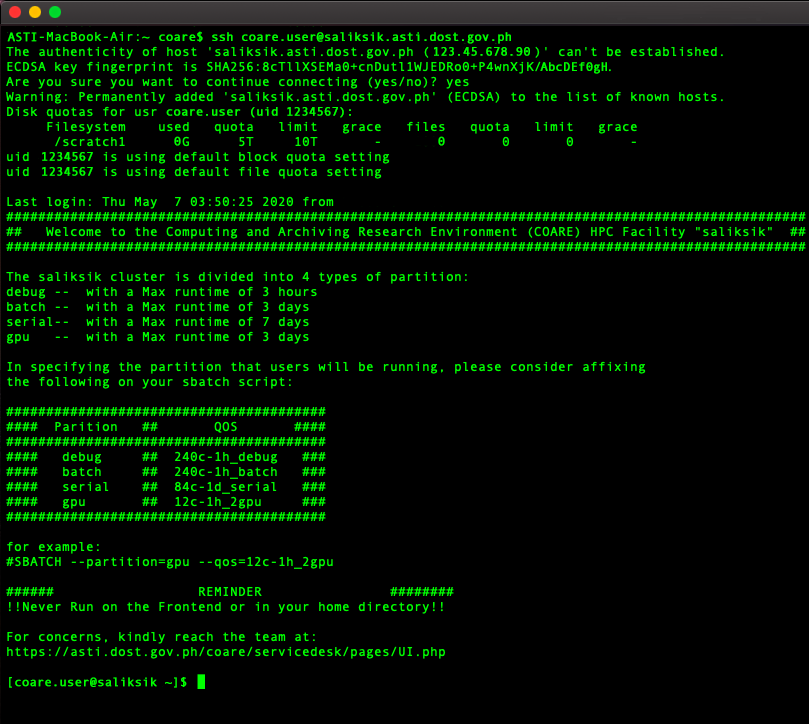 ASTI-MacBook-Air:~ coare$ ssh coare.user@saliksik.asti.dost.gov.ph
The authenticity of host 'saliksik.asti.dost.gov.ph (123.45.678.90)' can't be established.
ECDSA key fingerprint is SHA256:8cTllXSEMa0+cnDutl1WJEDRo0+P4wnXjK/AbcDEf0gH.
Are you sure you want to continue connecting (yes/no)? yes
Warning: Permanently added 'saliksik.asti.dost.gov.ph' (ECDSA) to the list of known hosts.
Disk quotas for usr coare.user (uid 1234567):
     Filesystem    used   quota   limit   grace   files   quota   limit   grace
      /scratch1      0G      5T     10T       -       0       0       0       -
uid 1234567 is using default block quota setting
uid 1234567 is using default file quota setting
Last login: Thu May  7 03:50:25 2020 from
####################################################################################################
##   Welcome to the Computing and Archiving Research Environment (COARE) HPC Facility "saliksik"  ##
####################################################################################################
The saliksik cluster is divided into 4 types of partition:
debug --  with a Max runtime of 3 hours
batch --  with a Max runtime of 3 days
serial--  with a Max runtime of 7 days
gpu   --  with a Max runtime of 3 days
In specifying the partition that users will be running, please consider affixing
the following on your sbatch script:
########################################
####  Parition   ##       QOS       ####
########################################
####   debug     ##  240c-1h_debug   ###
####   batch     ##  240c-1h_batch   ###
####   serial    ##  84c-1d_serial   ###
####   gpu       ##  12c-1h_2gpu     ###
########################################
for example:
#SBATCH --partition=gpu --qos=12c-1h_2gpu
######                  REMINDER                ########
!!Never Run on the Frontend or in your home directory!!
For concerns, kindly reach the team at:
https://asti.dost.gov.ph/coare/servicedesk/pages/UI.php
[coare.user@saliksik ~]$